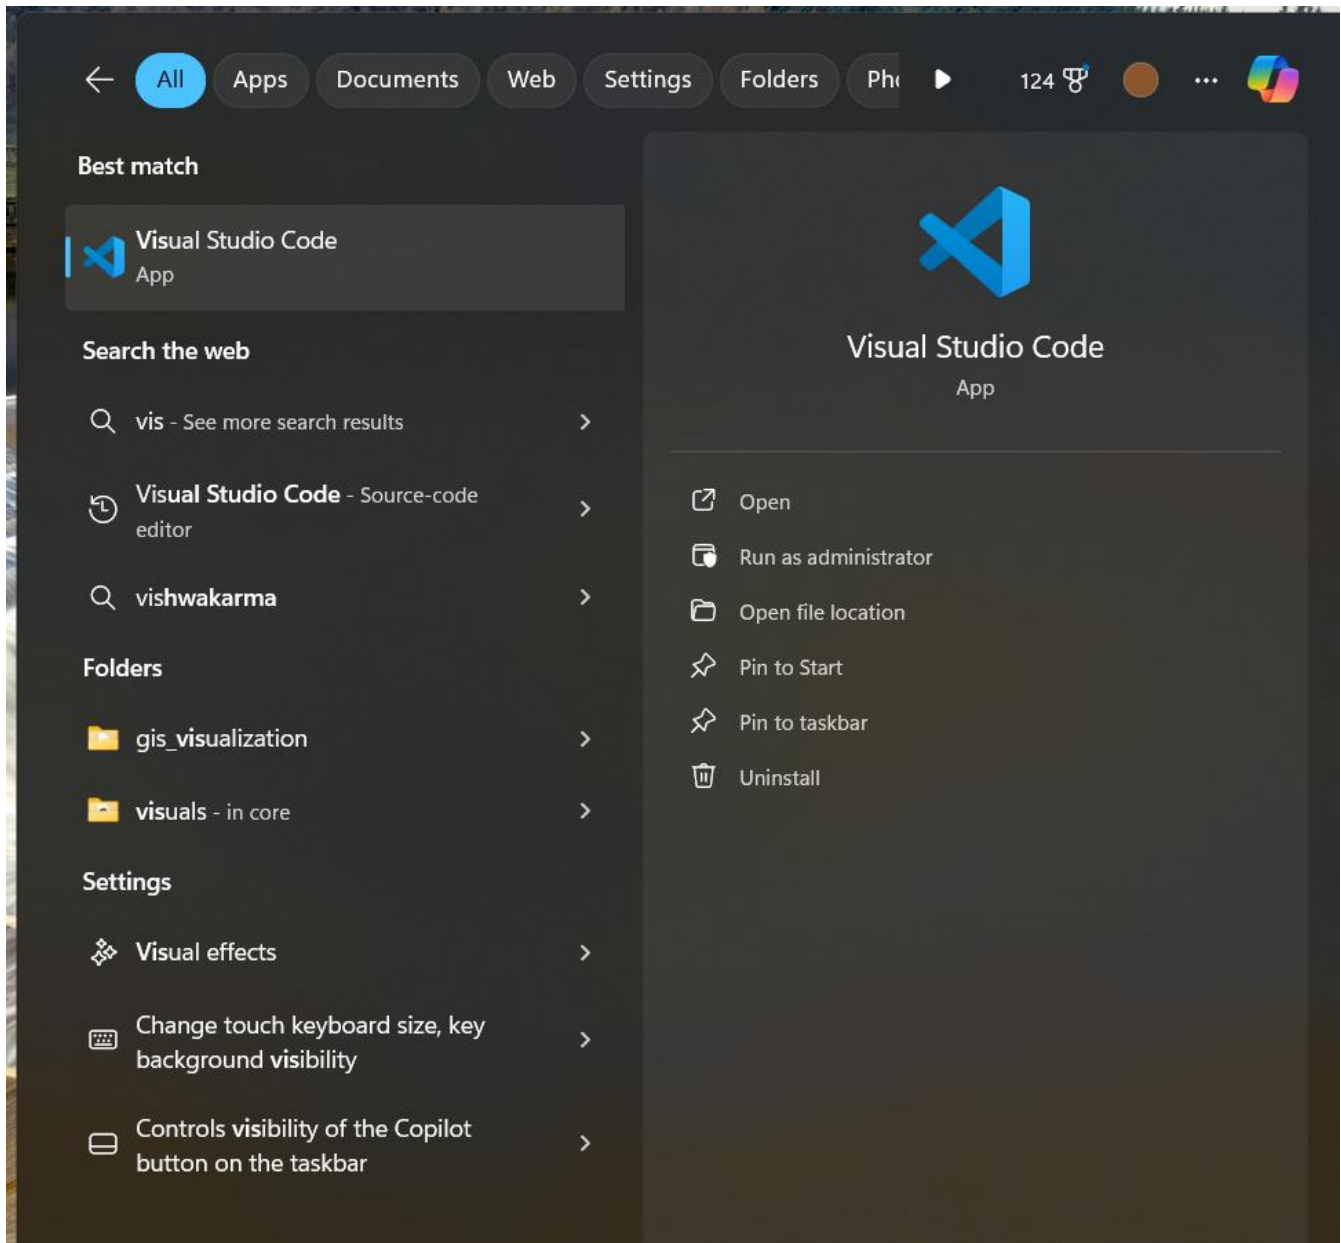 All
Apps
Documents
Web
Settings
Folders
124
Best match
Visual Studio Code
App
Search the web
vis - See more search results
Visual Studio Code - Source-code
editor
vishwakarma
Folders
gis_visualization
visuals - in core
Settings
Visual effects
Change touch keyboard size, key
background visibility
Controls visibility of the Copilot
button on the taskbar
Visual Studio Code
App
Open
Run as administrator
Open file location
Pin to Start
Pin to taskbar
Uninstall